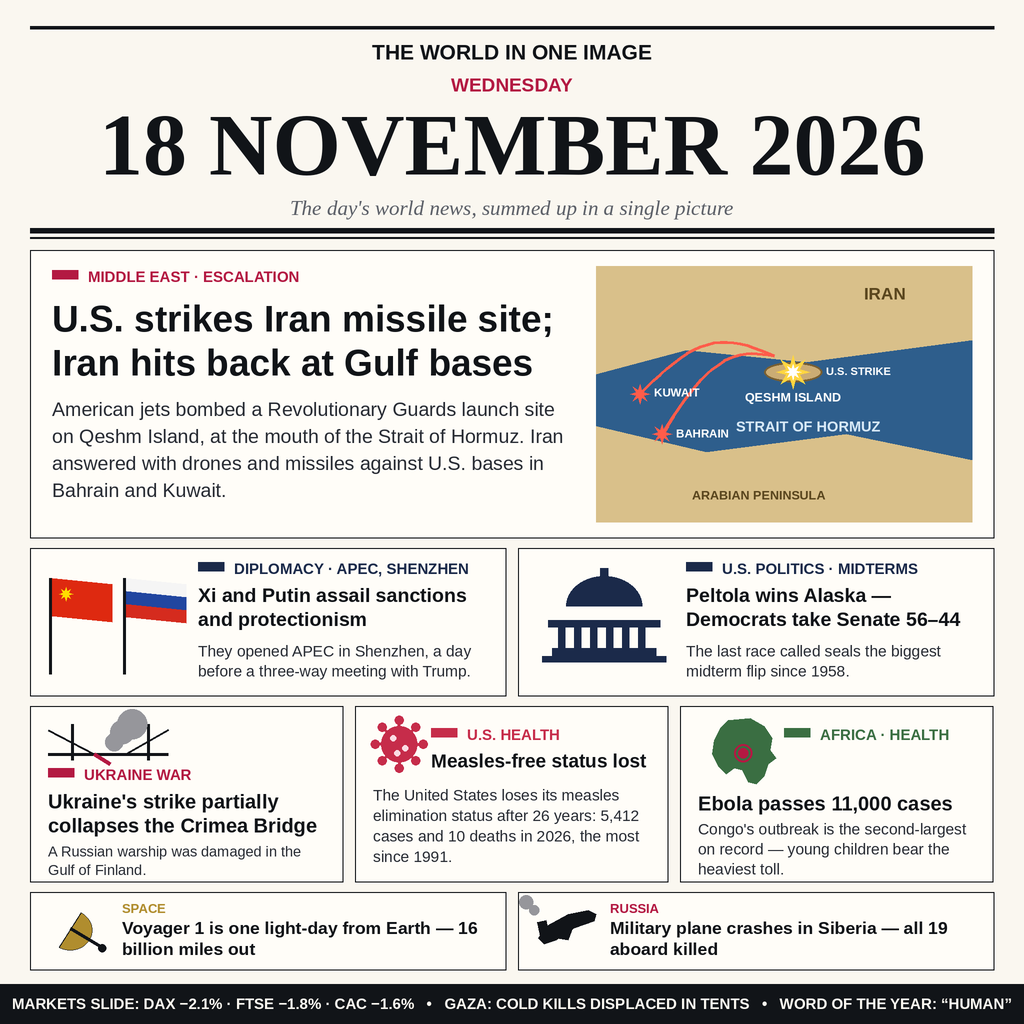 THE WORLD IN ONE IMAGE
WEDNESDAY
18 NOVEMBER 2026
The day's world news, summed up in a single picture
MIDDLE EAST · ESCALATION
U.S. strikes Iran missile site;
Iran hits back at Gulf bases
American jets bombed a Revolutionary Guards launch site
on Qeshm Island, at the mouth of the Strait of Hormuz. Iran
answered with drones and missiles against U.S. bases in
Bahrain and Kuwait.
IRAN
U.S. STRIKE
KUWAIT
QESHM ISLAND
STRAIT OF HORMUZ
BAHRAIN
ARABIAN PENINSULA
DIPLOMACY · APEC, SHENZHEN
Xi and Putin assail sanctions
and protectionism
They opened APEC in Shenzhen, a day
before a three-way meeting with Trump.
U.S. POLITICS · MIDTERMS
Peltola wins Alaska —
Democrats take Senate 56–44
The last race called seals the biggest
midterm flip since 1958.
UKRAINE WAR
Ukraine's strike partially
collapses the Crimea Bridge
A Russian warship was damaged in the
Gulf of Finland.
U.S. HEALTH
Measles-free status lost
The United States loses its measles
elimination status after 26 years: 5,412
cases and 10 deaths in 2026, the most
since 1991.
AFRICA · HEALTH
Ebola passes 11,000 cases
Congo's outbreak is the second-largest
on record — young children bear the
heaviest toll.
SPACE
Voyager 1 is one light-day from Earth — 16
billion miles out
RUSSIA
Military plane crashes in Siberia — all 19
aboard killed
MARKETS SLIDE: DAX −2.1% · FTSE −1.8% · CAC −1.6% • GAZA: COLD KILLS DISPLACED IN TENTS • WORD OF THE YEAR: “HUMAN”